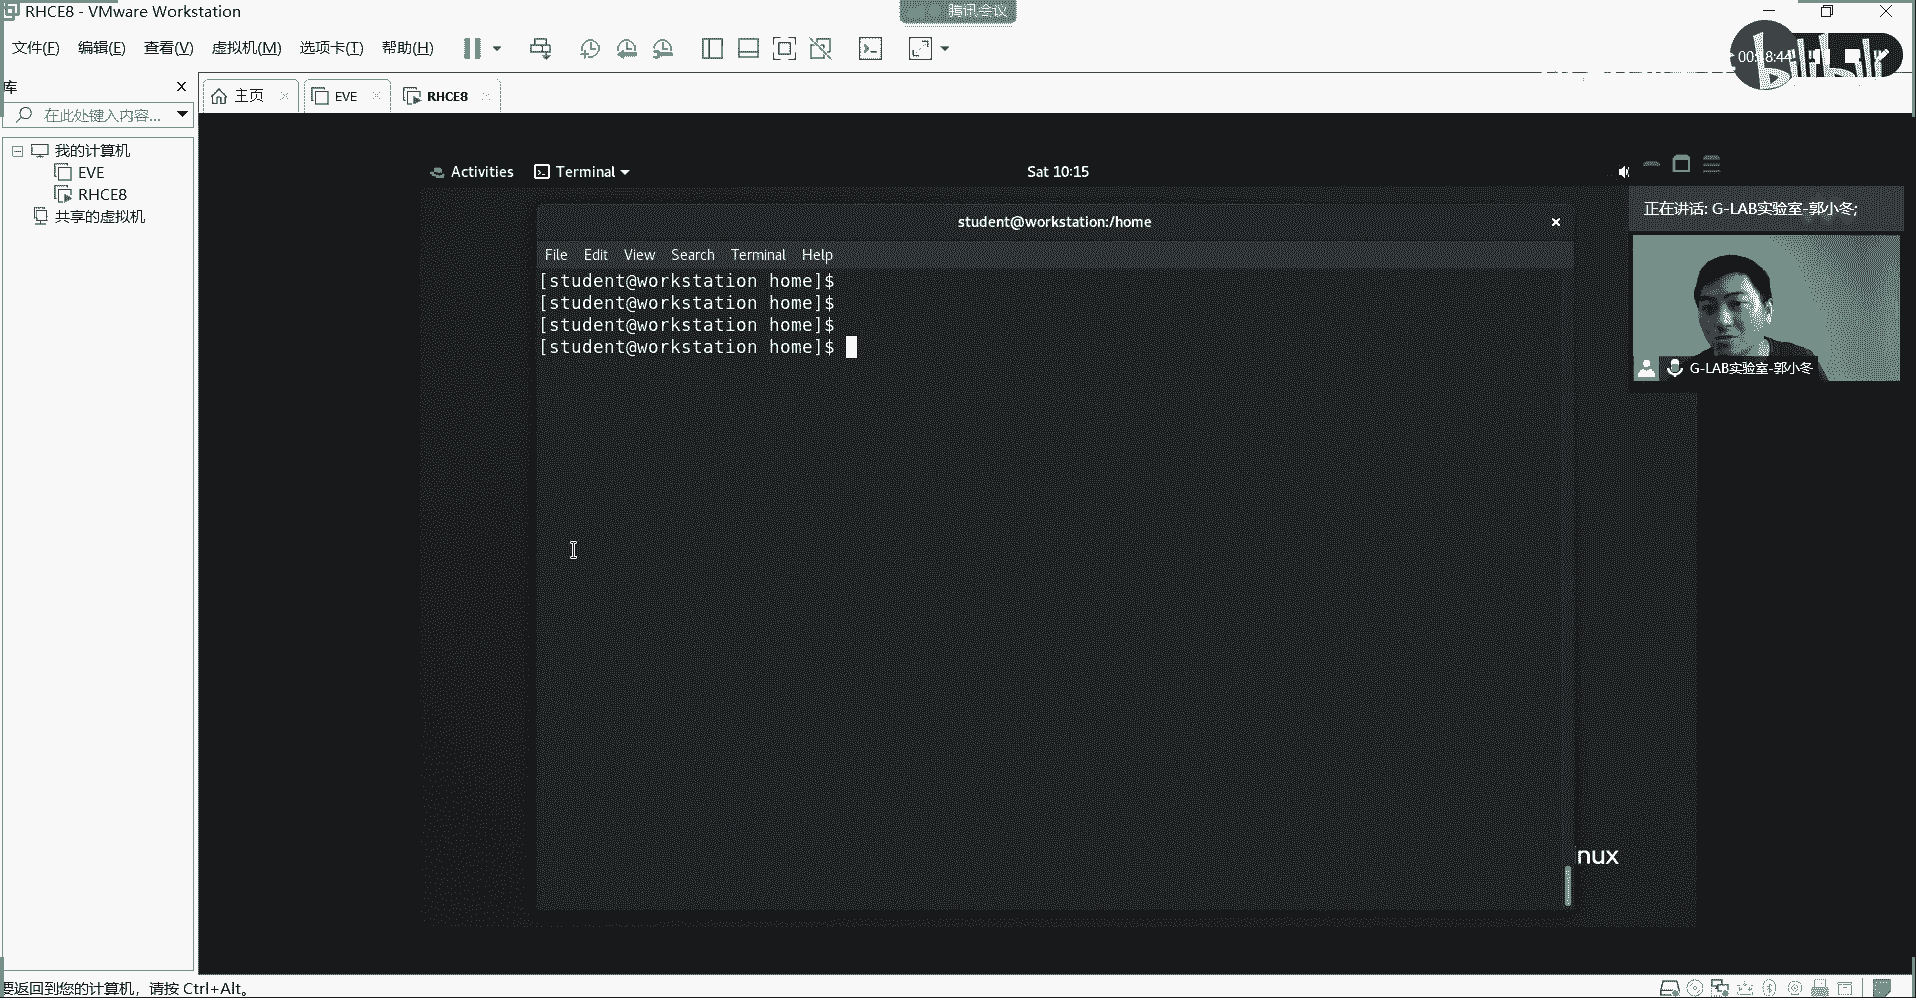 RHCE8 - VMware Workstation
腾讯会议
文件(F) 编辑(E) 查看(V) 虚拟机(M) 选项卡(T) 帮助(H)
bilibili
库
主页 EVE RHCE8
在此处键入内容...
我的计算机
EVE
RHCE8
共享的虚拟机
Activities Terminal Sat 10:15
正在讲话: G-LAB实验室-郭小冬;
student@workstation:/home
File Edit View Search Terminal Help
[student@workstation home]$
[student@workstation home]$
[student@workstation home]$
[student@workstation home]$
G-LAB实验室-郭小冬
nux
要返回到您的计算机，请按 Ctrl+Alt。